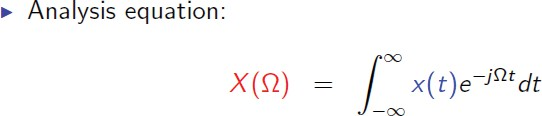 ▶ Analysis equation:
X(Ω) = ∫_{-∞}^{∞} x(t)e^{-jΩt} dt